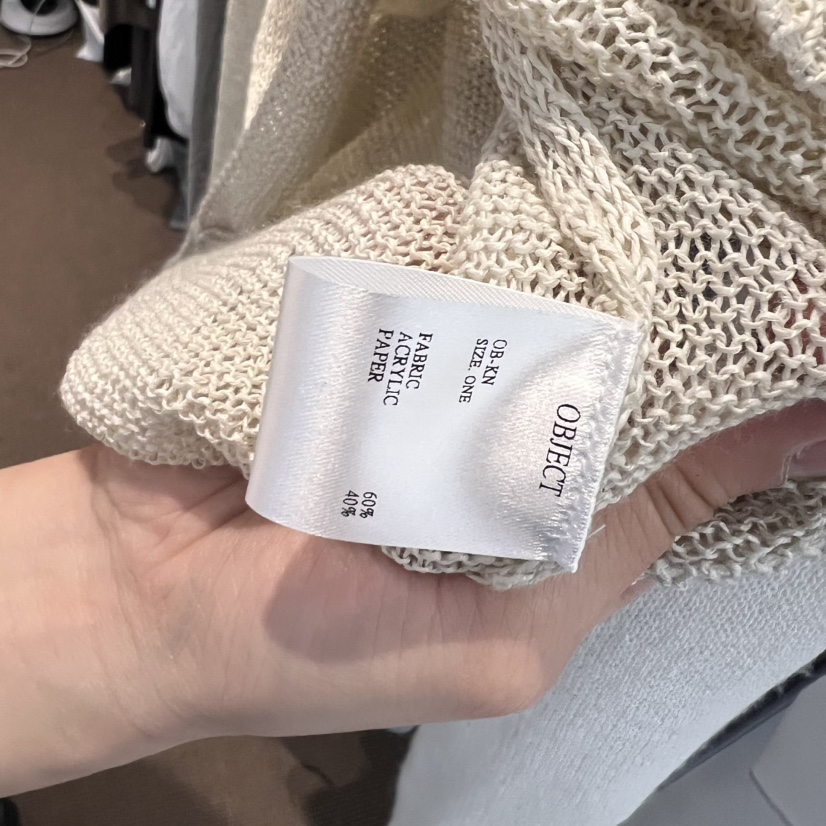 OBJECT
OB-KN
SIZE. ONE
FABRIC
ACRYLIC 60%
PAPER 40%